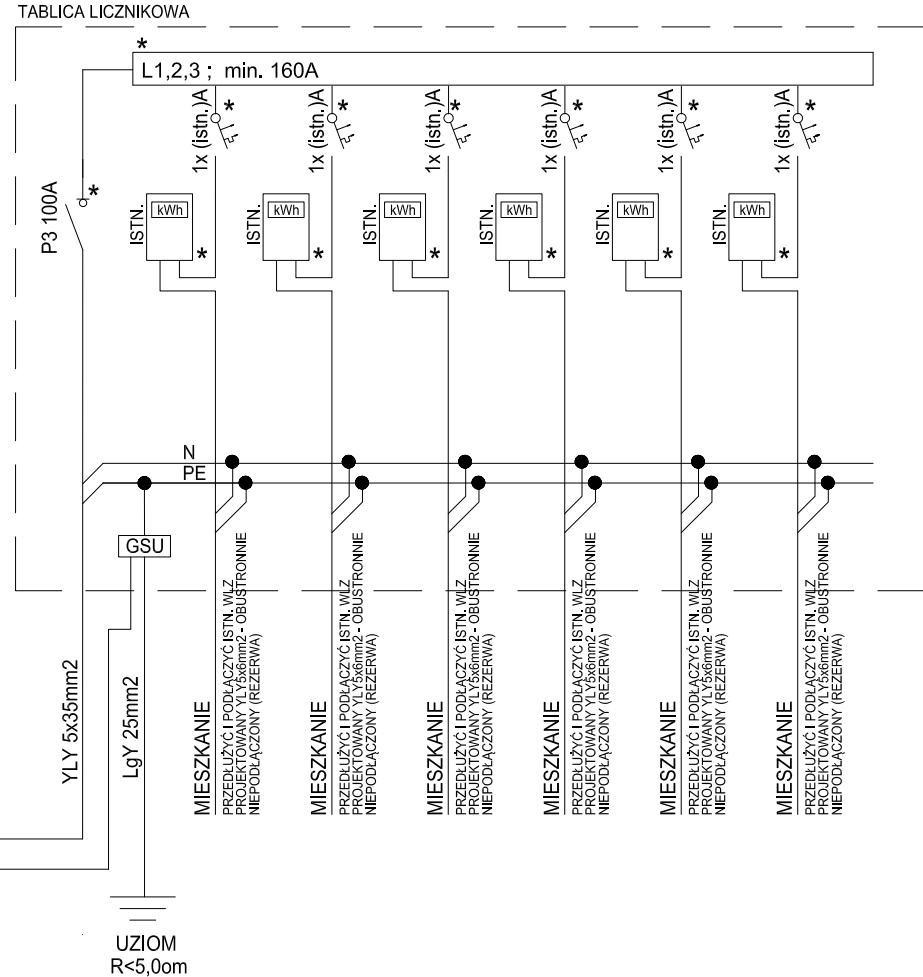 TABLICA LICZNIKOWA
*
L1,2,3 ; min. 160A
P3 100A
*
1x (istn.)A
*
1x (istn.)A
*
1x (istn.)A
*
1x (istn.)A
*
1x (istn.)A
*
1x (istn.)A
*
ISTN.
kWh
*
ISTN.
kWh
*
ISTN.
kWh
*
ISTN.
kWh
*
ISTN.
kWh
*
ISTN.
kWh
*
N
PE
GSU
YLY 5x35mm2
LgY 25mm2
MIESZKANIE
PRZEDŁUŻYĆ I PODŁĄCZYĆ ISTN. WLZ
PROJEKTOWANY YLY5x6mm2 - OBUSTRONNIE
NIEPODŁĄCZONY (REZERWA)
MIESZKANIE
PRZEDŁUŻYĆ I PODŁĄCZYĆ ISTN. WLZ
PROJEKTOWANY YLY5x6mm2 - OBUSTRONNIE
NIEPODŁĄCZONY (REZERWA)
MIESZKANIE
PRZEDŁUŻYĆ I PODŁĄCZYĆ ISTN. WLZ
PROJEKTOWANY YLY5x6mm2 - OBUSTRONNIE
NIEPODŁĄCZONY (REZERWA)
MIESZKANIE
PRZEDŁUŻYĆ I PODŁĄCZYĆ ISTN. WLZ
PROJEKTOWANY YLY5x6mm2 - OBUSTRONNIE
NIEPODŁĄCZONY (REZERWA)
MIESZKANIE
PRZEDŁUŻYĆ I PODŁĄCZYĆ ISTN. WLZ
PROJEKTOWANY YLY5x6mm2 - OBUSTRONNIE
NIEPODŁĄCZONY (REZERWA)
MIESZKANIE
PRZEDŁUŻYĆ I PODŁĄCZYĆ ISTN. WLZ
PROJEKTOWANY YLY5x6mm2 - OBUSTRONNIE
NIEPODŁĄCZONY (REZERWA)
UZIOM
R<5,0om